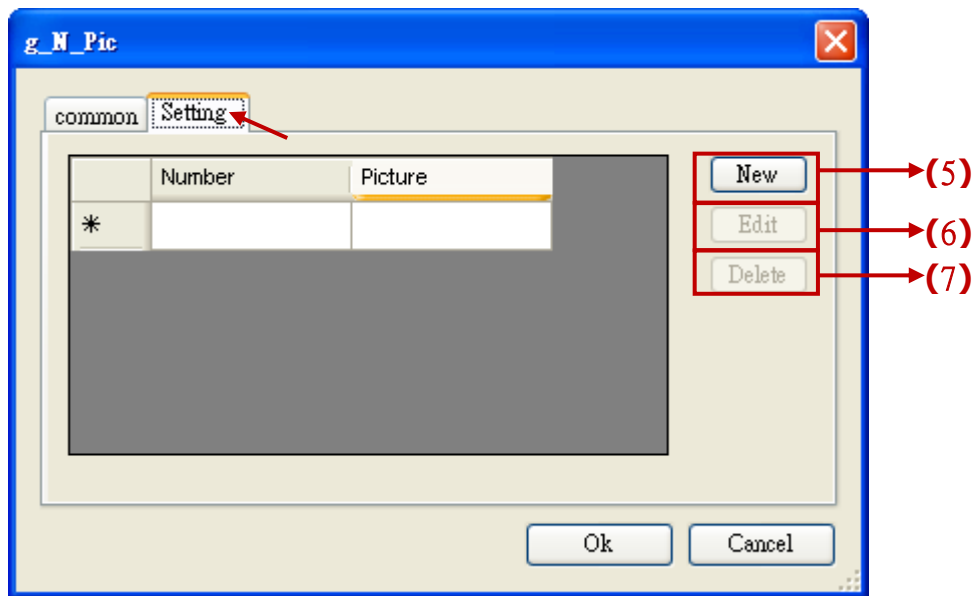 g_N_Pic
common Setting
Number Picture New (5)
* Edit (6)
Delete (7)
Ok Cancel